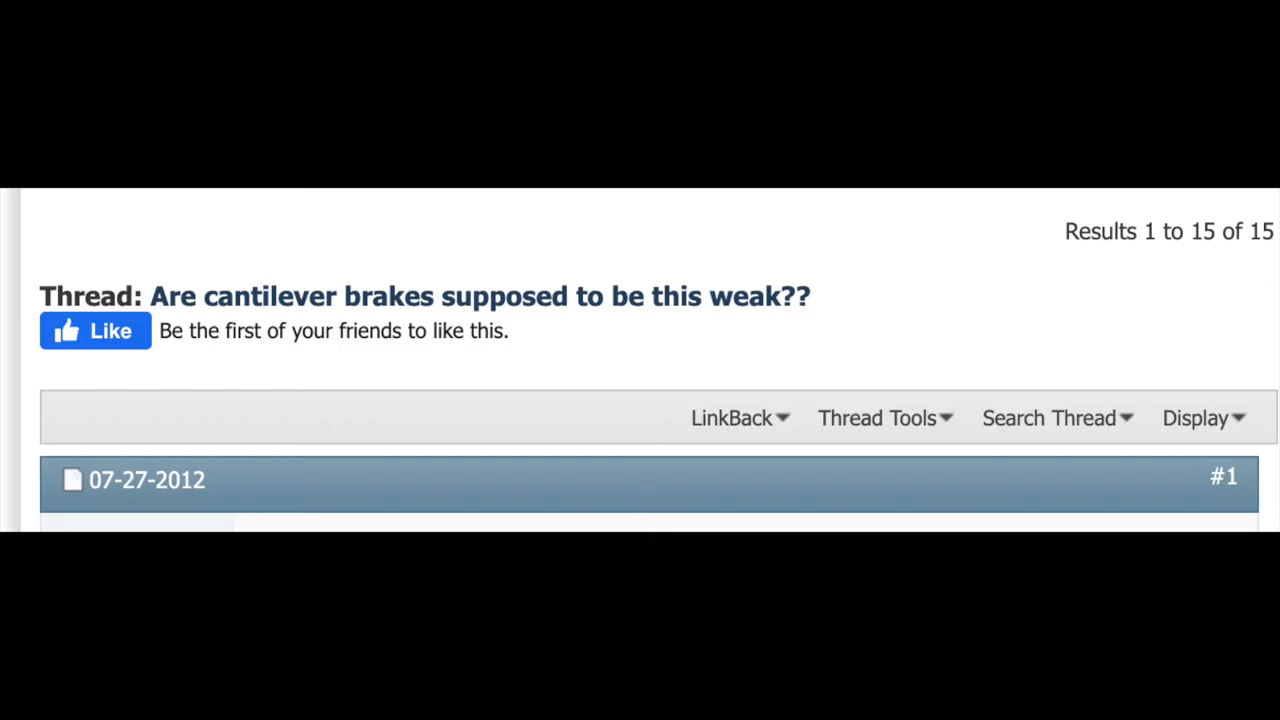 Results 1 to 15 of 15
Thread: Are cantilever brakes supposed to be this weak??
Like Be the first of your friends to like this.
LinkBack Thread Tools Search Thread Display
07-27-2012 #1